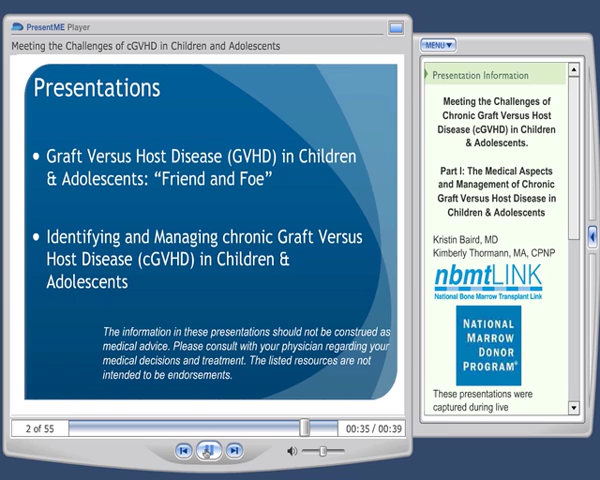 PresentME Player
Meeting the Challenges of cGVHD in Children and Adolescents
Presentations
• Graft Versus Host Disease (GVHD) in Children
& Adolescents: “Friend and Foe”
• Identifying and Managing chronic Graft Versus
Host Disease (cGVHD) in Children &
Adolescents
The information in these presentations should not be construed as
medical advice. Please consult with your physician regarding your
medical decisions and treatment. The listed resources are not
intended to be endorsements.
2 of 55
00:35 / 00:39
MENU
Presentation Information
Meeting the Challenges of
Chronic Graft Versus Host
Disease (cGVHD) in Children
& Adolescents.
Part I: The Medical Aspects
and Management of Chronic
Graft Versus Host Disease in
Children & Adolescents
Kristin Baird, MD
Kimberly Thormann, MA, CPNP
nbmtLINK
National Bone Marrow Transplant Link
NATIONAL
MARROW
DONOR
PROGRAM®
These presentations were
captured during live